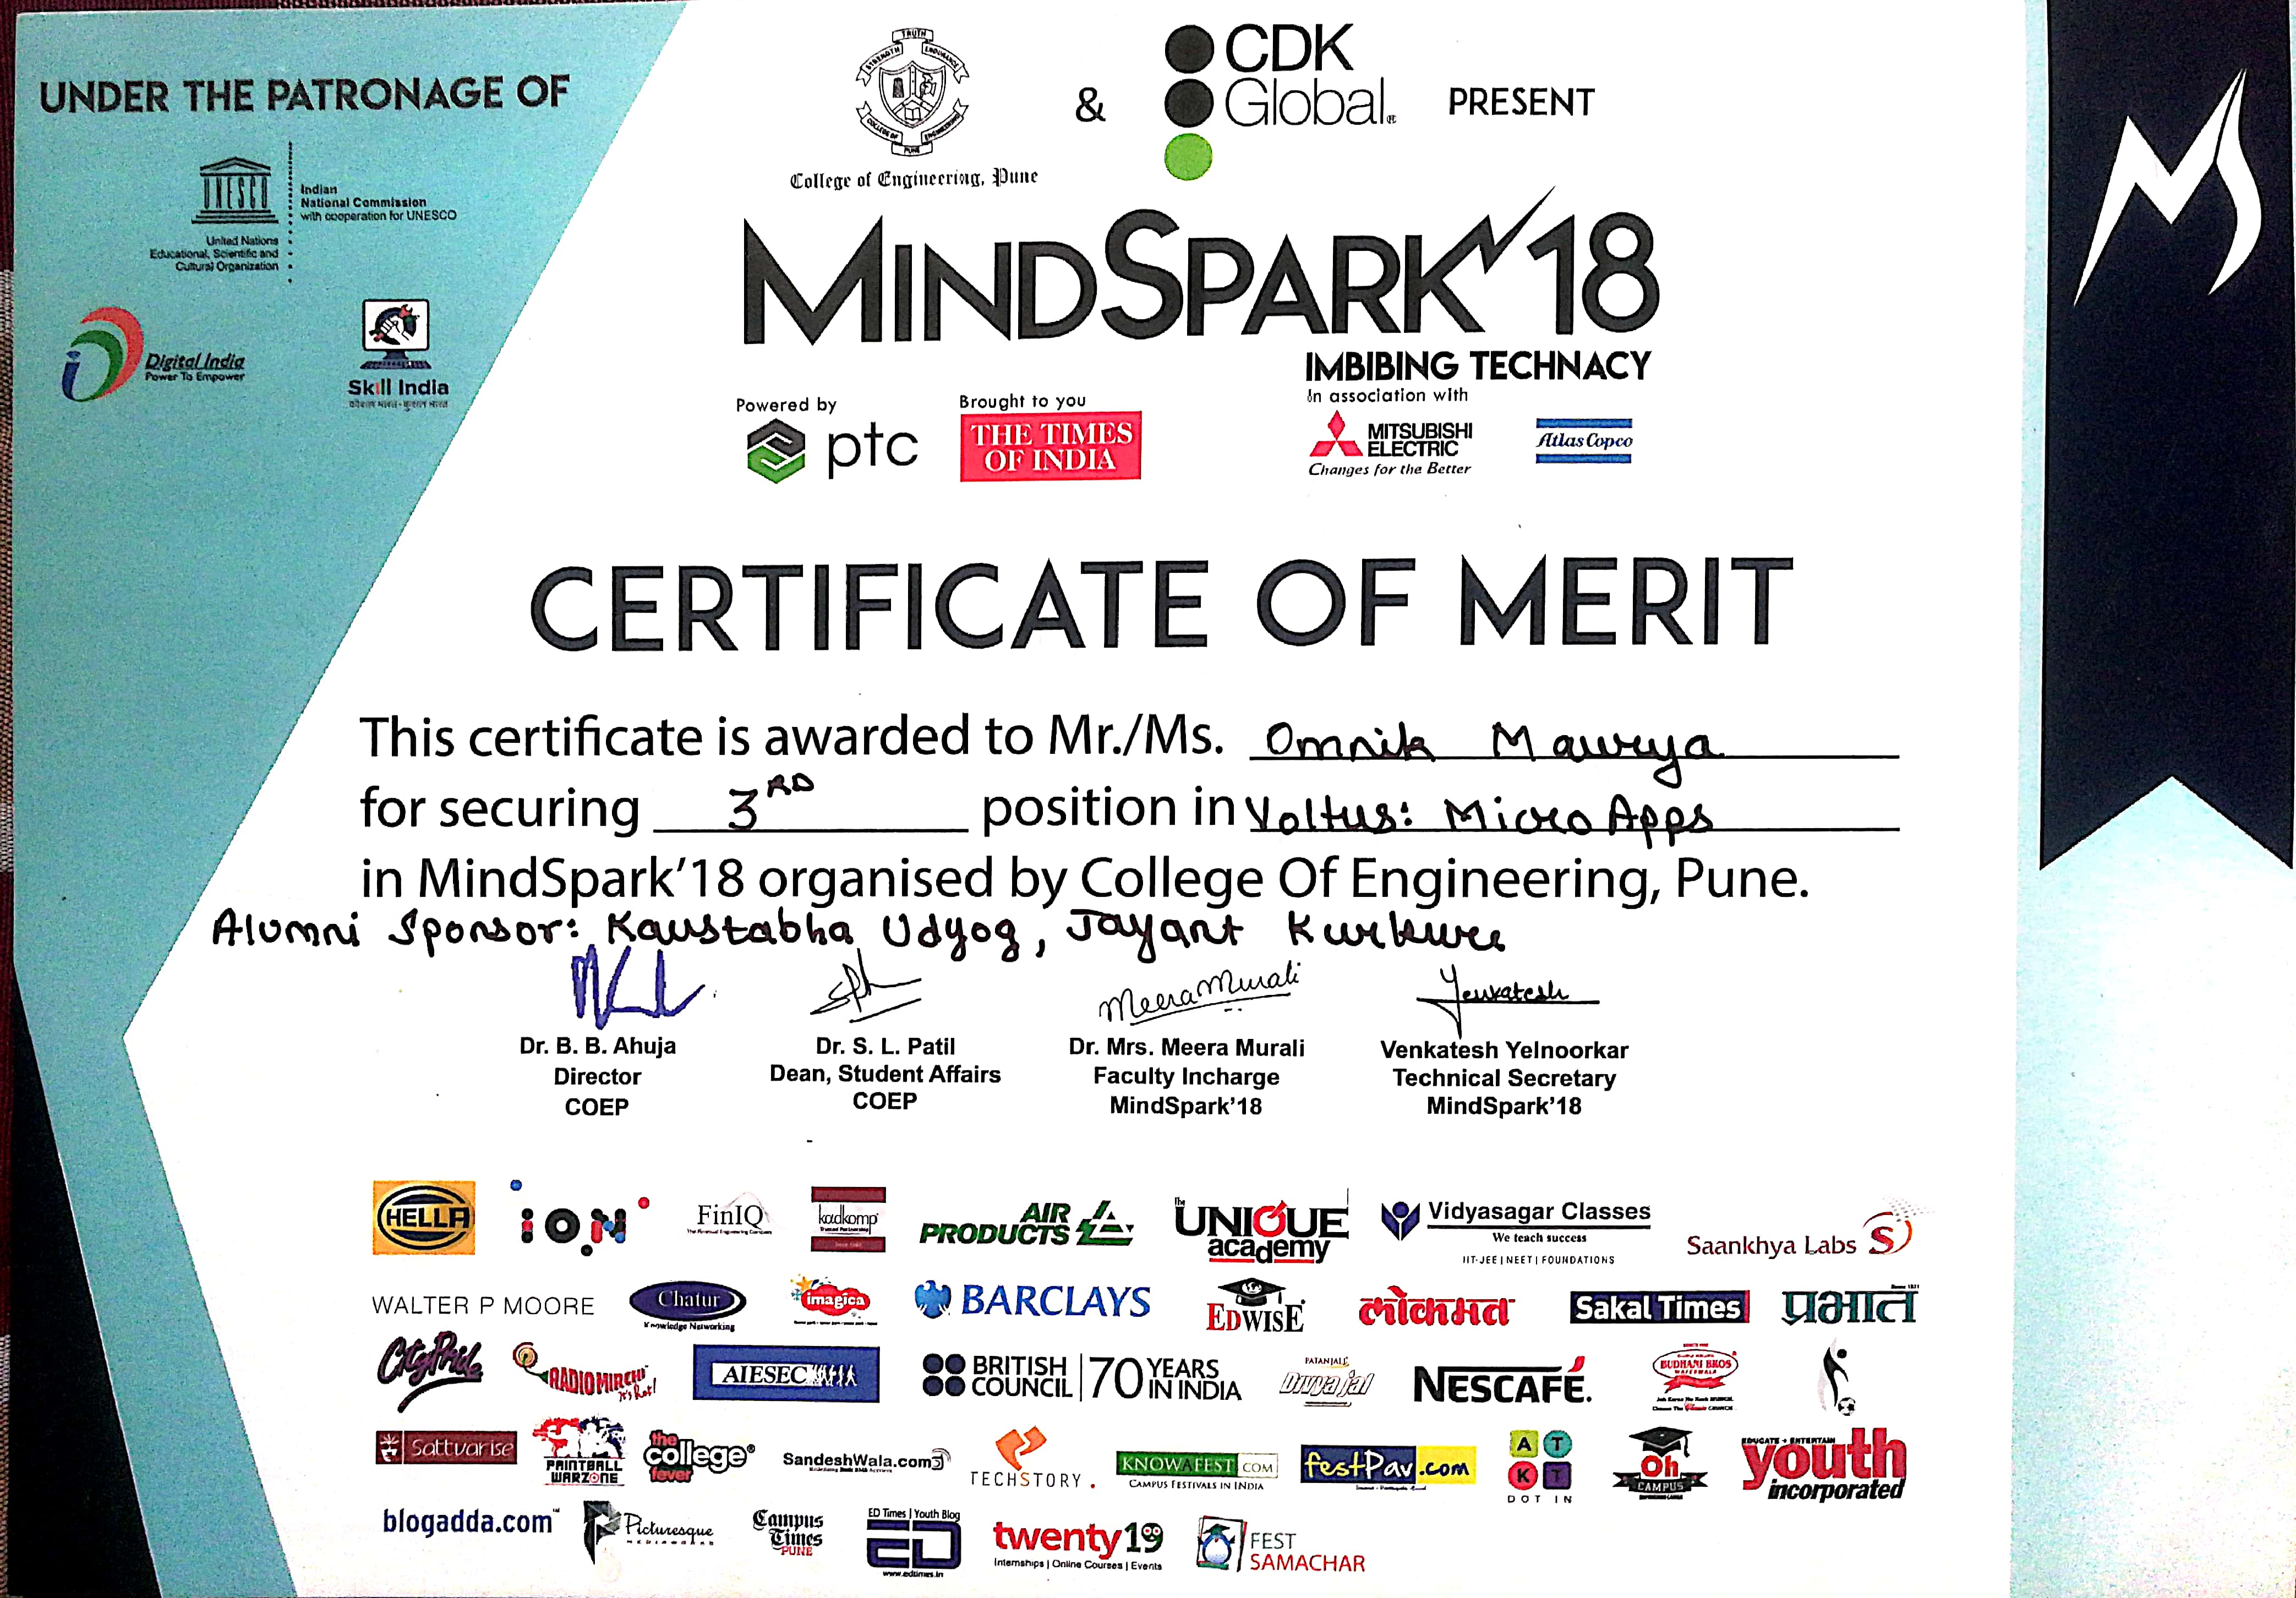 UNDER THE PATRONAGE OF
UNESCO
United Nations
Educational, Scientific and
Cultural Organization
Indian
National Commission
with cooperation for UNESCO
Digital India
Power To Empower
Skill India
कौशल भारत-कुशल भारत
TRUTH
STRENGTH
ENDURANCE
COLLEGE OF
ENGINEERING
PUNE
College of Engineering, Pune
&
CDK
Global®
PRESENT
MS
MINDSPARK'18
IMBIBING TECHNACY
Powered by
ptc
Brought to you
THE TIMES
OF INDIA
In association with
MITSUBISHI
ELECTRIC
Changes for the Better
Atlas Copco
CERTIFICATE OF MERIT
This certificate is awarded to Mr./Ms. Omnik Maurya
for securing 3RD position in Voltus: Micro Apps
in MindSpark'18 organised by College Of Engineering, Pune.
Alumni Sponsor: Kaustabha Udyog, Jayant Kurkure
Meera Murali
Yenkatesh
Dr. B. B. Ahuja
Director
COEP
Dr. S. L. Patil
Dean, Student Affairs
COEP
Dr. Mrs. Meera Murali
Faculty Incharge
MindSpark'18
Venkatesh Yelnoorkar
Technical Secretary
MindSpark'18
HELLA
iON
FinIQ
kadkomp
AIR
PRODUCTS
The
UNIQUE
academy
Vidyasagar Classes
We teach success
IIT-JEE | NEET | FOUNDATIONS
Saankhya Labs
WALTER P MOORE
Chatur
Knowledge Networking
imagica
BARCLAYS
EDWISE
लोकमत
Sakal Times
प्रभात
CityPride
RADIO MIRCHI
It's Hot!
AIESEC
BRITISH
COUNCIL
70 YEARS
IN INDIA
PATANJALI
Divya jal
NESCAFÉ.
BUDHANI BROS
WAFERWALA
Sattvarise
PAINTBALL
WARZONE
the
college®
fever
SandeshWala.com
TECHSTORY.
KNOWAFEST.COM
CAMPUS FESTIVALS IN INDIA
festPav.com
A T
K T
DOT IN
Oh
CAMPUS
EDUCATE + ENTERTAIN
youth
incorporated
blogadda.com™
Picturesque
Campus
Times
PUNE
ED Times | Youth Blog
ED
www.edtimes.in
twenty19
Internships | Online Courses | Events
FEST
SAMACHAR